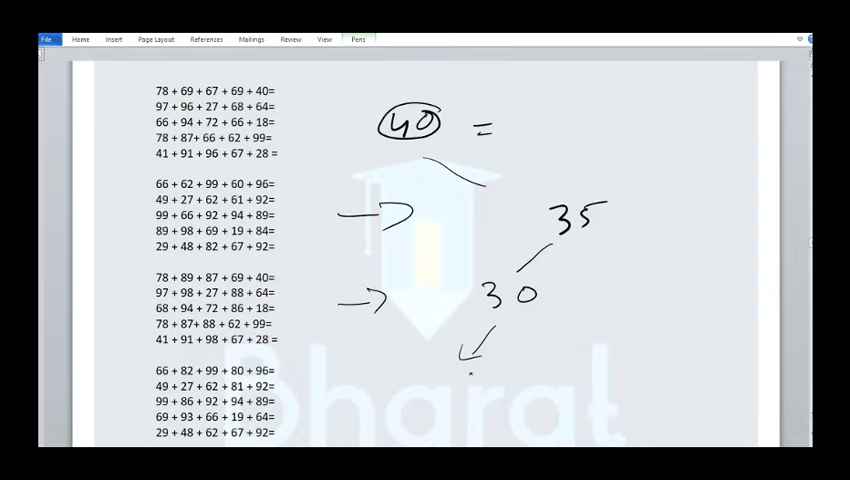 File Home Insert Page Layout References Mailings Review View Pens
78 + 69 + 67 + 69 + 40=
97 + 96 + 27 + 68 + 64=
66 + 94 + 72 + 66 + 18=
78 + 87+ 66 + 62 + 99=
41 + 91 + 96 + 67 + 28 =
40 =
66 + 62 + 99 + 60 + 96=
49 + 27 + 62 + 61 + 92=
99 + 66 + 92 + 94 + 89=
89 + 98 + 69 + 19 + 84=
29 + 48 + 82 + 67 + 92=
35
78 + 89 + 87 + 69 + 40=
97 + 98 + 27 + 88 + 64=
68 + 94 + 72 + 86 + 18=
78 + 87+ 88 + 62 + 99=
41 + 91 + 98 + 67 + 28 =
30
66 + 82 + 99 + 80 + 96=
49 + 27 + 62 + 81 + 92=
99 + 86 + 92 + 94 + 89=
69 + 93 + 66 + 19 + 64=
29 + 48 + 62 + 67 + 92=
Bharat